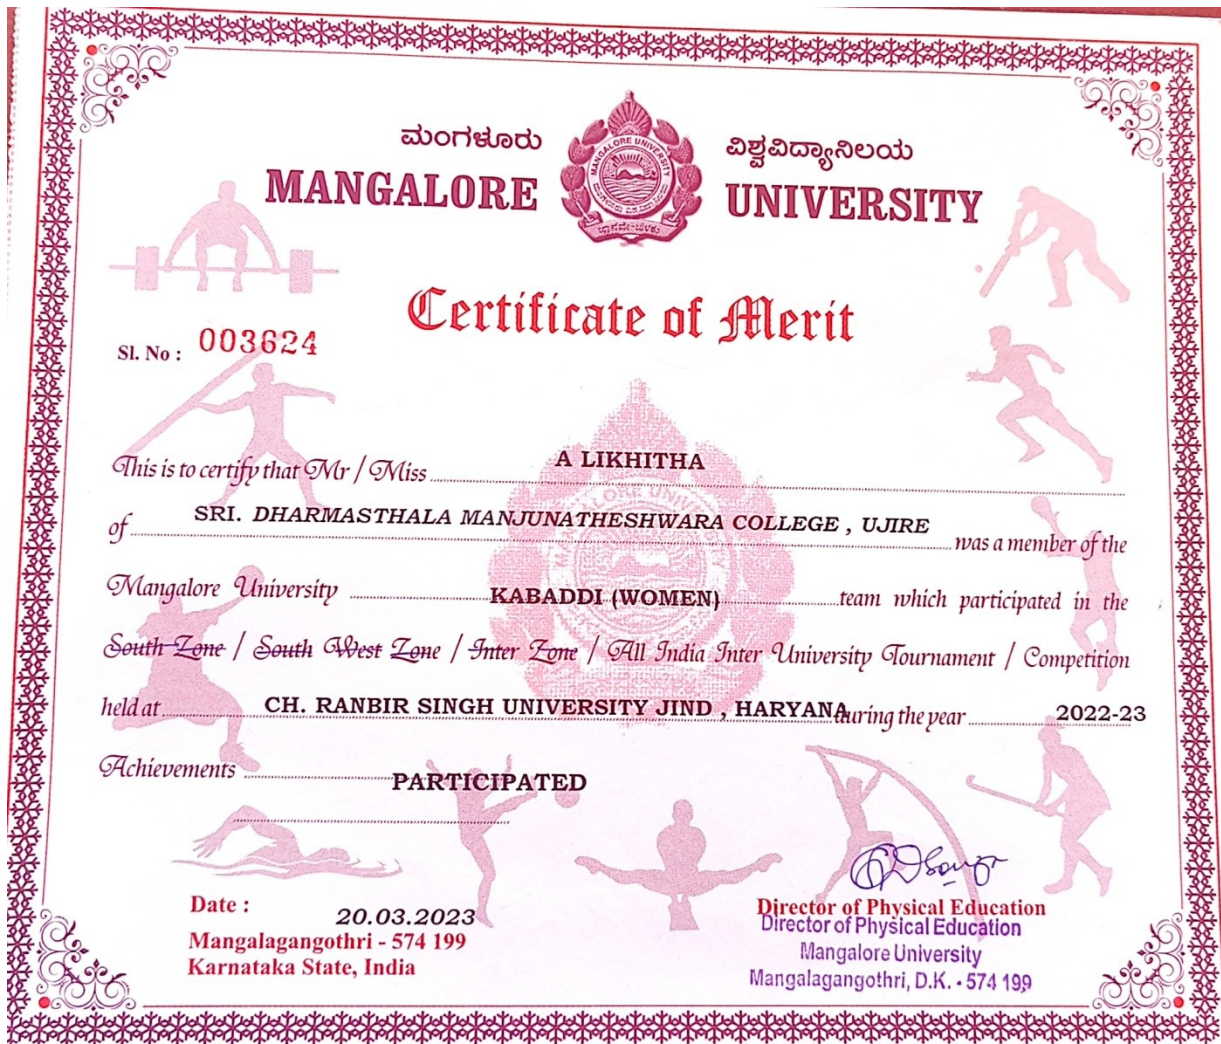 ಮಂಗಳೂರು ವಿಶ್ವವಿದ್ಯಾನಿಲಯ
MANGALORE UNIVERSITY
MANGALORE UNIVERSITY
Certificate of Merit
Sl. No : 003624
This is to certify that Mr / Miss A LIKHITHA
of SRI. DHARMASTHALA MANJUNATHESHWARA COLLEGE , UJIRE was a member of the
Mangalore University KABADDI (WOMEN) team which participated in the
South Zone / South West Zone / Inter Zone / All India Inter University Tournament / Competition
held at CH. RANBIR SINGH UNIVERSITY JIND , HARYANA during the year 2022-23
Achievements PARTICIPATED
Date : 20.03.2023
Mangalagangothri - 574 199
Karnataka State, India
Director of Physical Education
Director of Physical Education
Mangalore University
Mangalagangothri, D.K. - 574 199